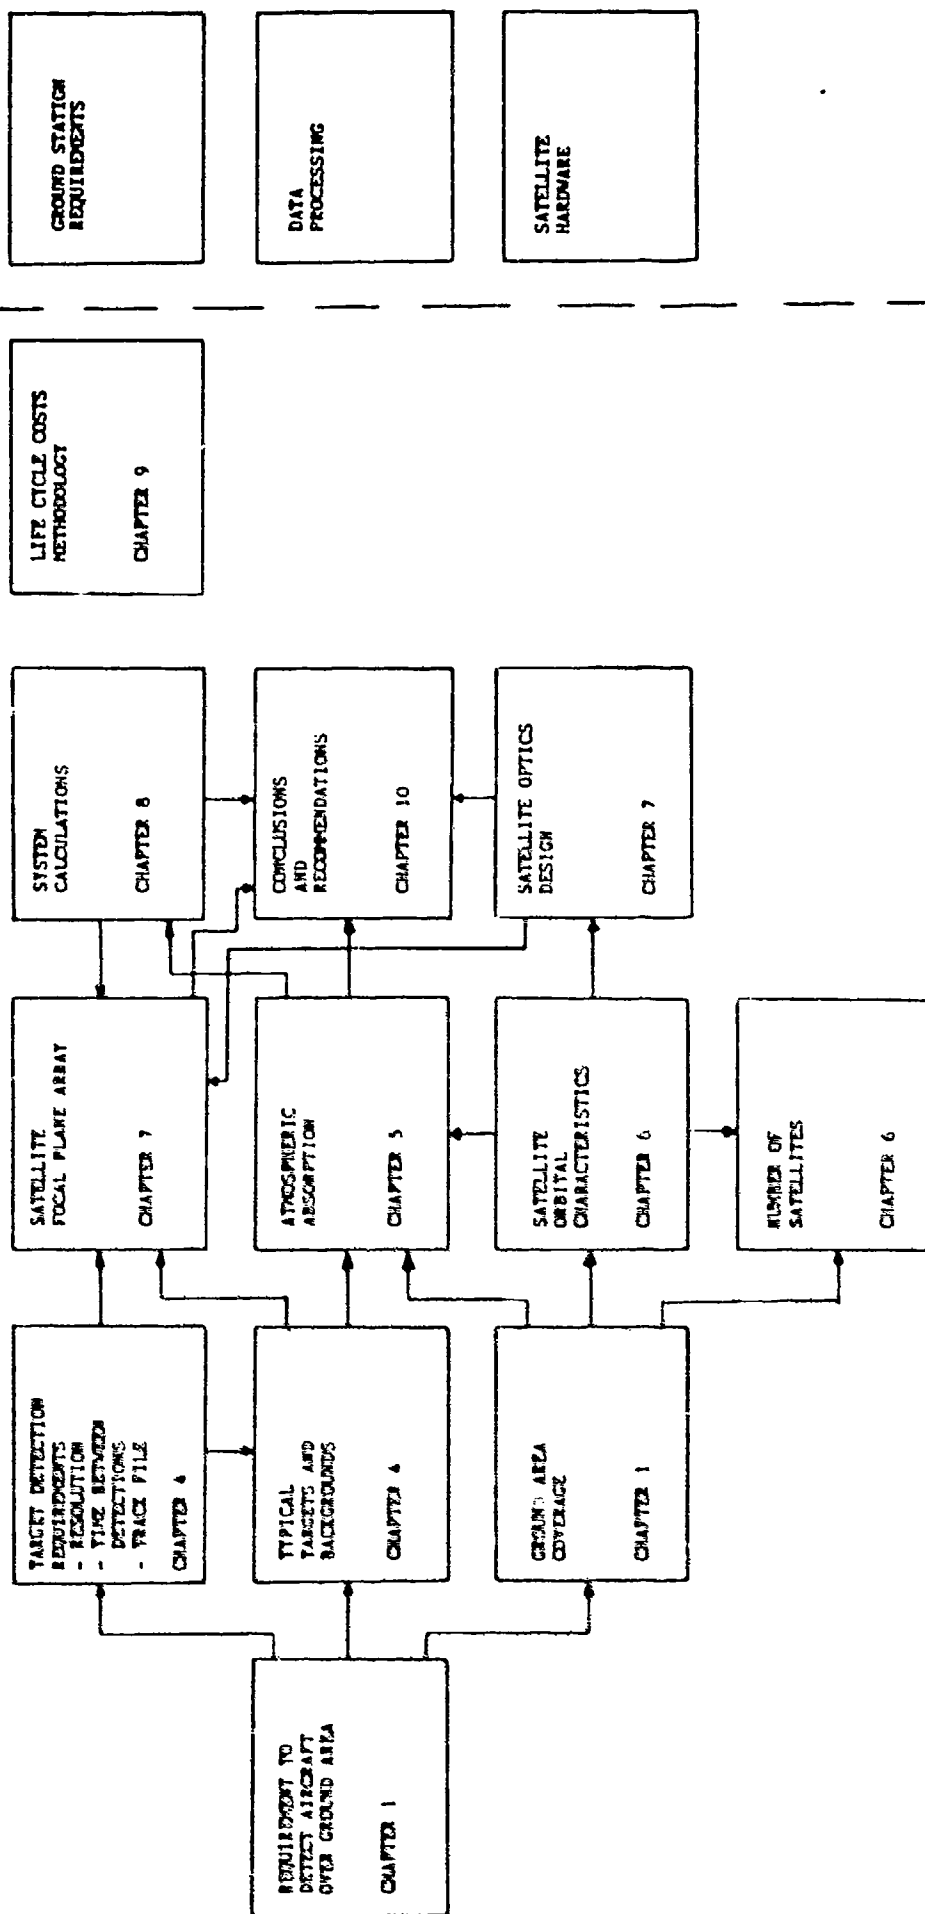 REQUIREMENT TO
DETECT AIRCRAFT
OVER GROUND AREA
CHAPTER 1
TARGET DETECTION
REQUIREMENTS
- RESOLUTION
- TIME BETWEEN
DETECTIONS
- TRACK FILE
CHAPTER 4
TYPICAL
TARGETS AND
BACKGROUNDS
CHAPTER 4
GROUND AREA
COVERAGE
CHAPTER 1
SATELLITE
FOCAL PLANE ARRAY
CHAPTER 7
ATMOSPHERIC
ABSORPTION
CHAPTER 5
SATELLITE
ORBITAL
CHARACTERISTICS
CHAPTER 6
NUMBER OF
SATELLITES
CHAPTER 6
SYSTEM
CALCULATIONS
CHAPTER 8
CONCLUSIONS
AND
RECOMMENDATIONS
CHAPTER 10
SATELLITE OPTICS
DESIGN
CHAPTER 7
LIFE CYCLE COSTS
METHODOLOGY
CHAPTER 9
GROUND STATION
REQUIREMENTS
DATA
PROCESSING
SATELLITE
HARDWARE